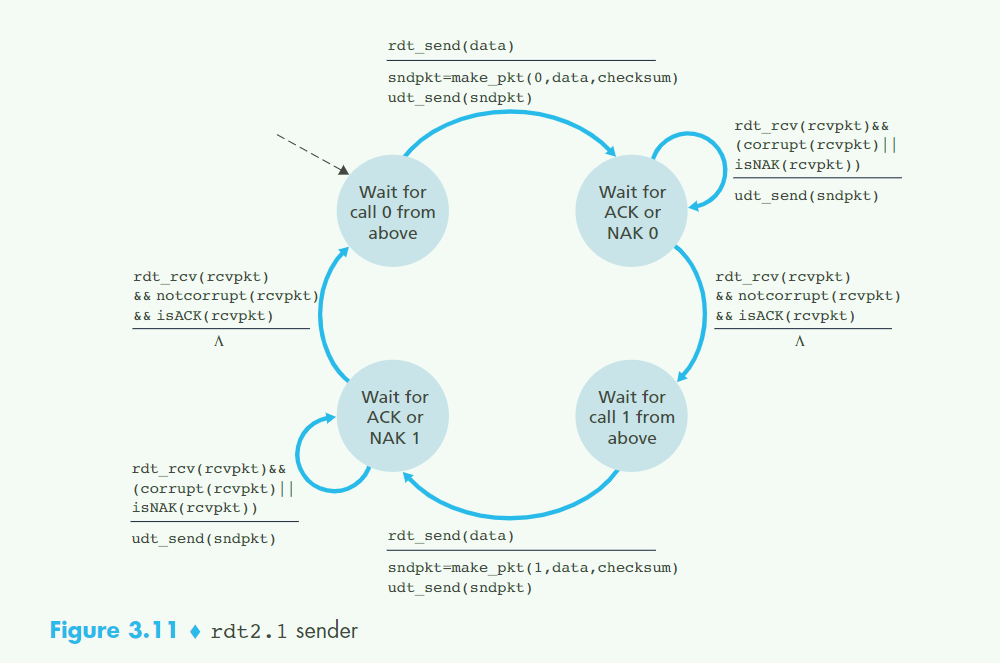 rdt_send(data)
sndpkt=make_pkt(0,data,checksum)
udt_send(sndpkt)
rdt_rcv(rcvpkt)&&
(corrupt(rcvpkt)||
isNAK(rcvpkt))
udt_send(sndpkt)
Wait for
call 0 from
above
Wait for
ACK or
NAK 0
rdt_rcv(rcvpkt)
&& notcorrupt(rcvpkt)
&& isACK(rcvpkt)
Λ
rdt_rcv(rcvpkt)
&& notcorrupt(rcvpkt)
&& isACK(rcvpkt)
Λ
Wait for
ACK or
NAK 1
Wait for
call 1 from
above
rdt_rcv(rcvpkt)&&
(corrupt(rcvpkt)||
isNAK(rcvpkt))
udt_send(sndpkt)
rdt_send(data)
sndpkt=make_pkt(1,data,checksum)
udt_send(sndpkt)
Figure 3.11 ♦ rdt2.1 sender